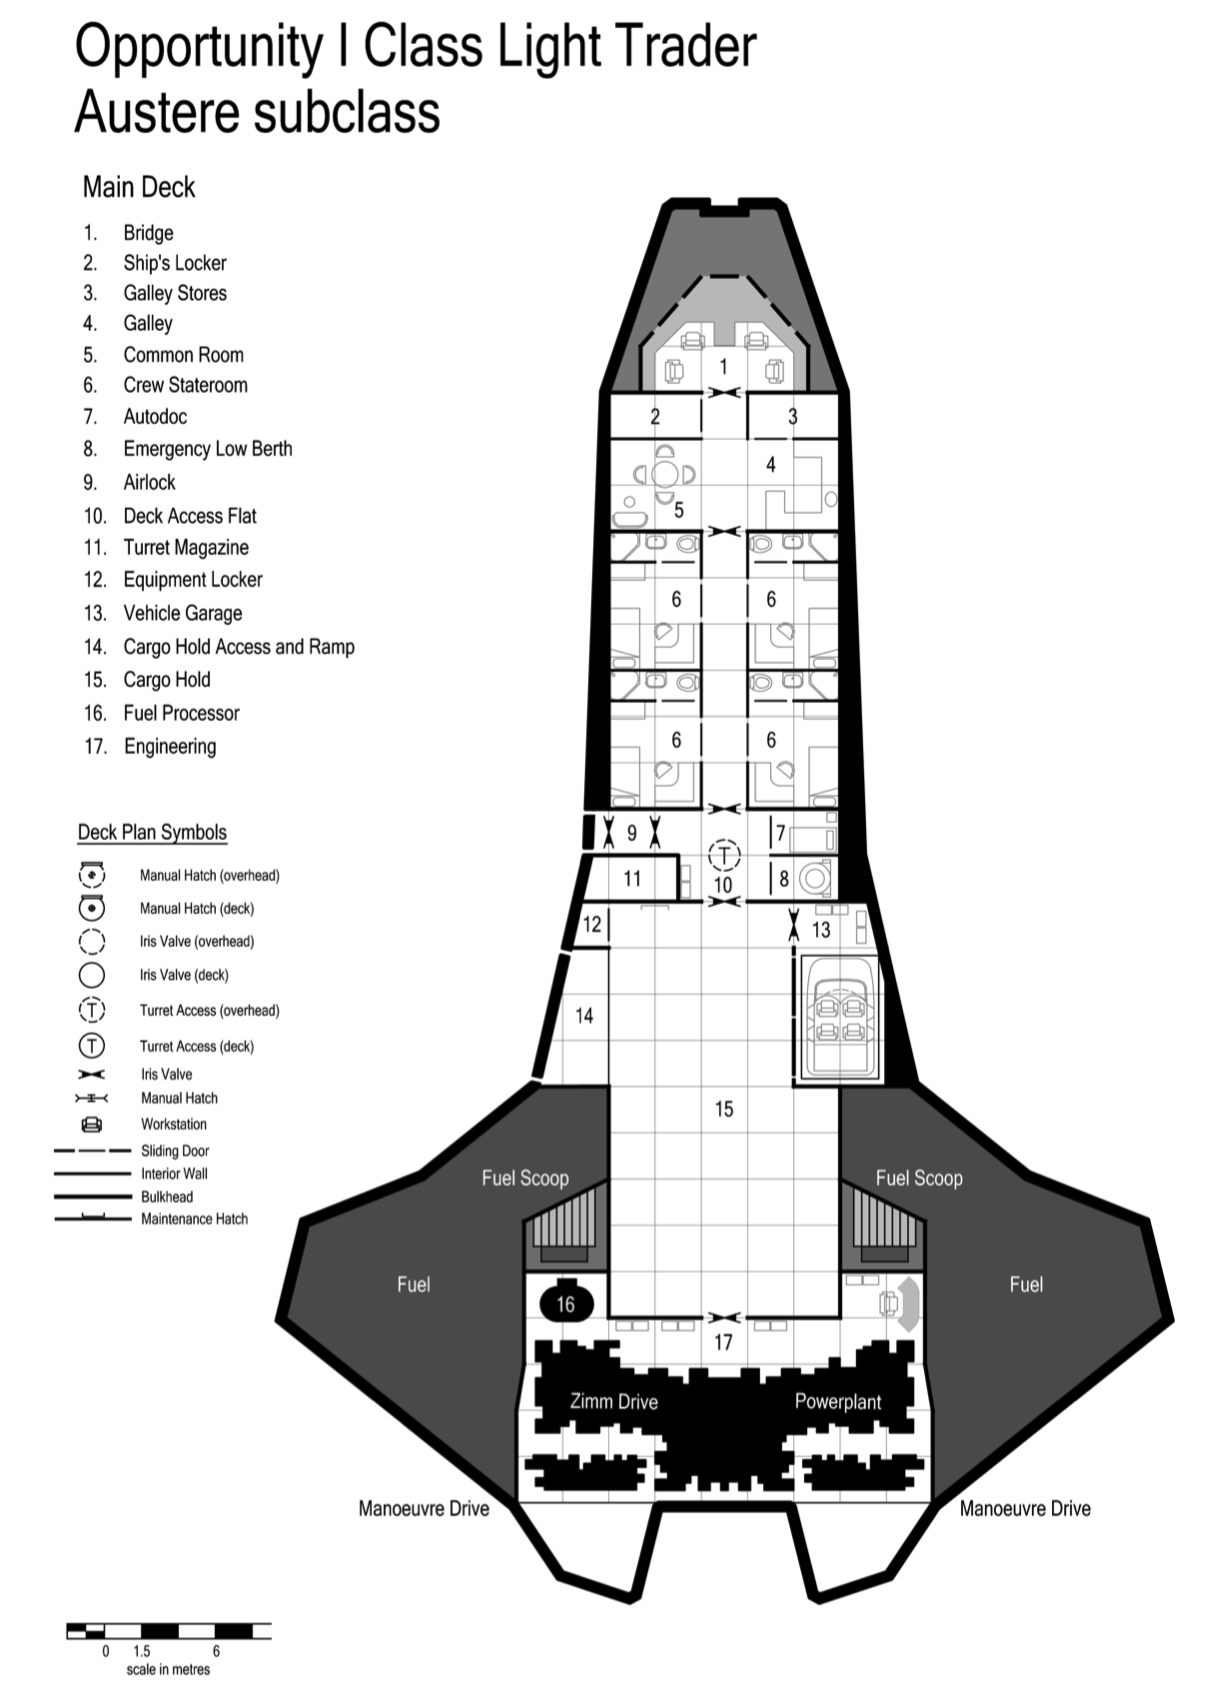 Opportunity I Class Light Trader
Austere subclass
Main Deck
1. Bridge
2. Ship's Locker
3. Galley Stores
4. Galley
5. Common Room
6. Crew Stateroom
7. Autodoc
8. Emergency Low Berth
9. Airlock
10. Deck Access Flat
11. Turret Magazine
12. Equipment Locker
13. Vehicle Garage
14. Cargo Hold Access and Ramp
15. Cargo Hold
16. Fuel Processor
17. Engineering
Deck Plan Symbols
Manual Hatch (overhead)
Manual Hatch (deck)
Iris Valve (overhead)
Iris Valve (deck)
T Turret Access (overhead)
T Turret Access (deck)
Iris Valve
Manual Hatch
Workstation
Sliding Door
Interior Wall
Bulkhead
Maintenance Hatch
1
2 3
4
5
6 6
6 6
9 7
T
11 10 8
12 13
14
15
Fuel Scoop Fuel Scoop
Fuel Fuel
16
17
Zimm Drive Powerplant
Manoeuvre Drive Manoeuvre Drive
0 1.5 6
scale in metres